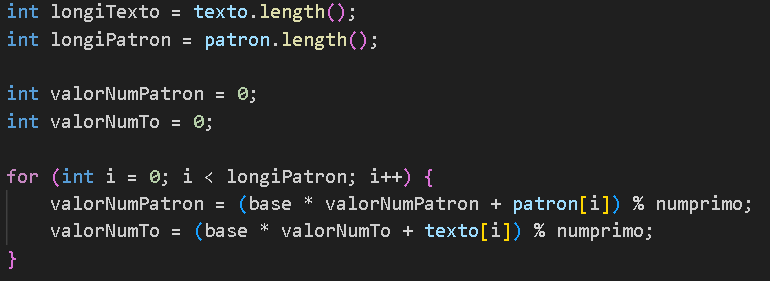 int longiTexto = texto.length();
int longiPatron = patron.length();
int valorNumPatron = 0;
int valorNumTo = 0;
for (int i = 0; i < longiPatron; i++) {
    valorNumPatron = (base * valorNumPatron + patron[i]) % numprimo;
    valorNumTo = (base * valorNumTo + texto[i]) % numprimo;
}